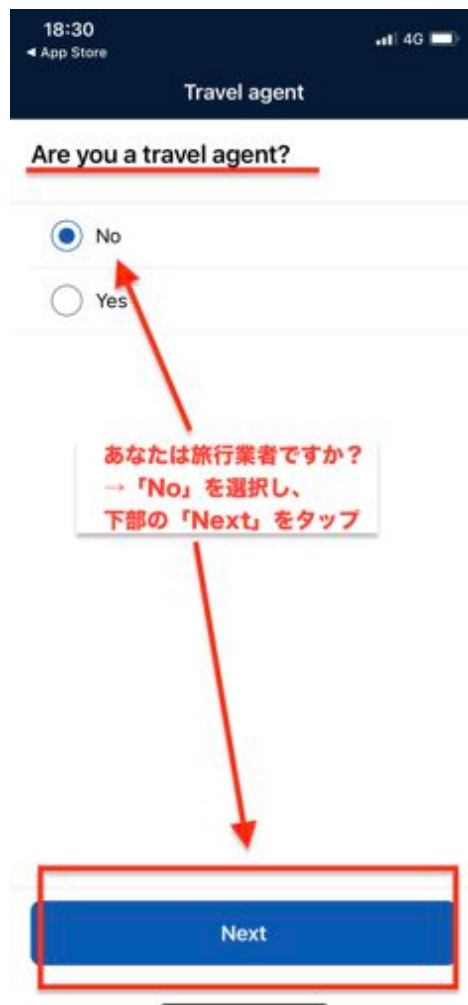 18:30
4G
◀ App Store
Travel agent
Are you a travel agent?
No
Yes
あなたは旅行業者ですか？
→「No」を選択し、
下部の「Next」をタップ
Next